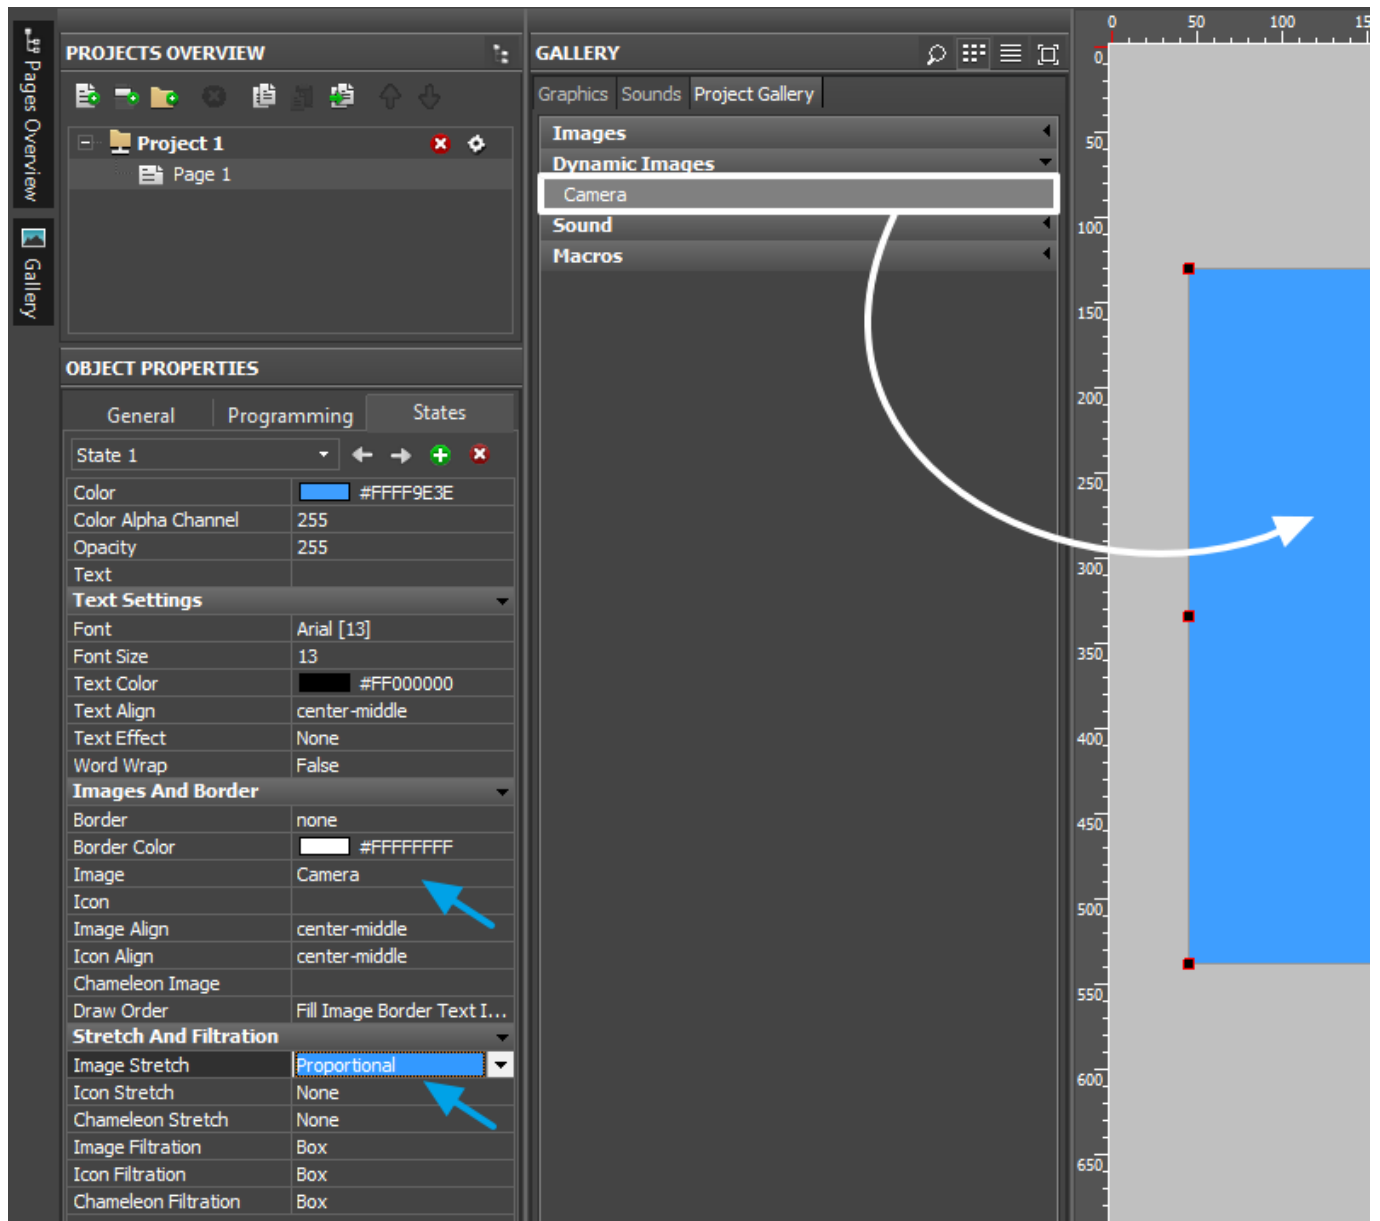 Pages Overview
Gallery
PROJECTS OVERVIEW
Project 1
Page 1
OBJECT PROPERTIES
General Programming States
State 1
Color #FFFF9E3E
Color Alpha Channel 255
Opacity 255
Text
Text Settings
Font Arial [13]
Font Size 13
Text Color #FF000000
Text Align center-middle
Text Effect None
Word Wrap False
Images And Border
Border none
Border Color #FFFFFFFF
Image Camera
Icon
Image Align center-middle
Icon Align center-middle
Chameleon Image
Draw Order Fill Image Border Text I...
Stretch And Filtration
Image Stretch Proportional
Icon Stretch None
Chameleon Stretch None
Image Filtration Box
Icon Filtration Box
Chameleon Filtration Box
GALLERY
Graphics Sounds Project Gallery
Images
Dynamic Images
Camera
Sound
Macros
0 50 100 15
0
50
100
150
200
250
300
350
400
450
500
550
600
650